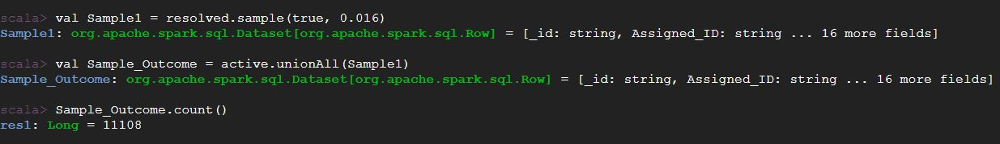 scala> val Sample1 = resolved.sample(true, 0.016)
Sample1: org.apache.spark.sql.Dataset[org.apache.spark.sql.Row] = [_id: string, Assigned_ID: string ... 16 more fields]
scala> val Sample_Outcome = active.unionAll(Sample1)
Sample_Outcome: org.apache.spark.sql.Dataset[org.apache.spark.sql.Row] = [_id: string, Assigned_ID: string ... 16 more fields]
scala> Sample_Outcome.count()
res1: Long = 11108